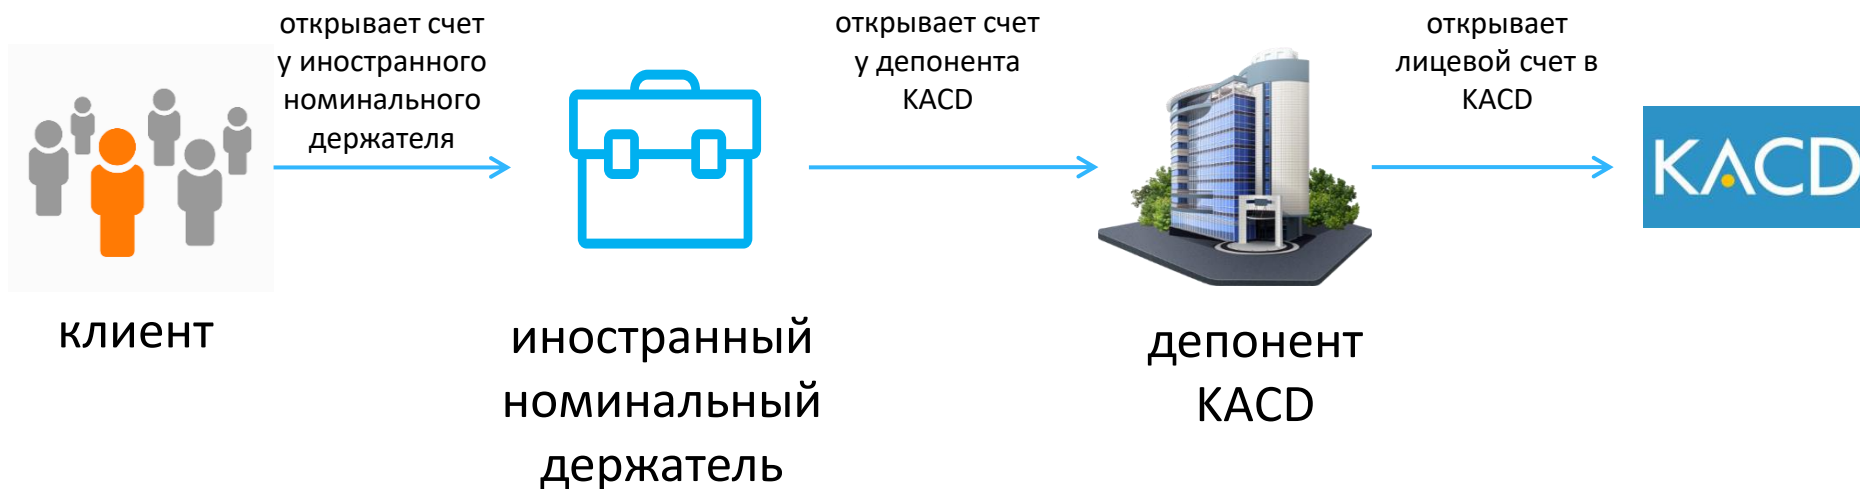 открывает счет
у иностранного
номинального
держателя
открывает счет
у депонента
KACD
открывает
лицевой счет в
KACD
KACD
клиент
иностранный
номинальный
держатель
депонент
KACD